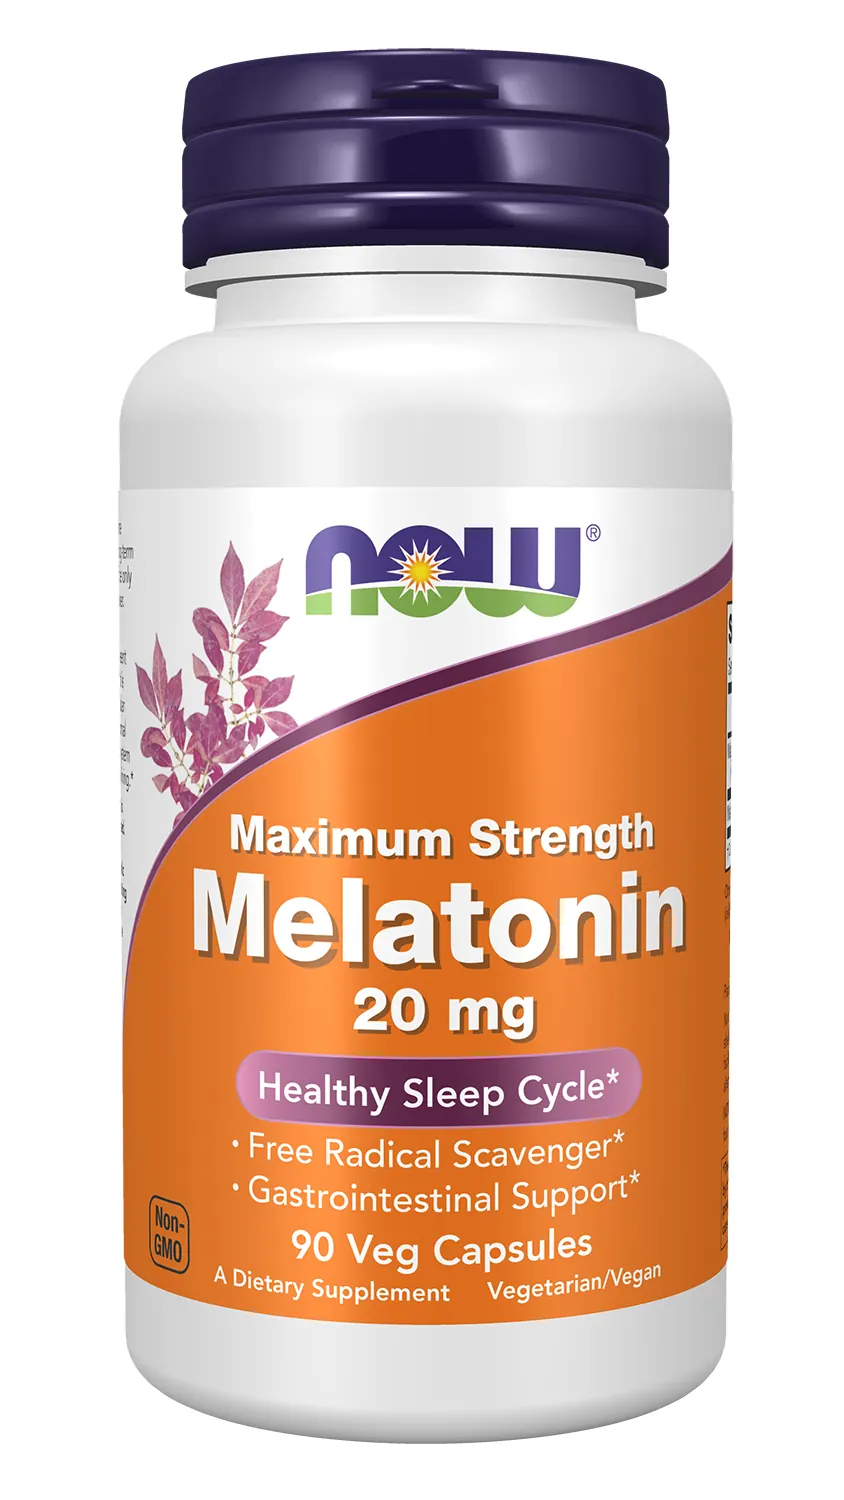 now®
Maximum Strength
Melatonin
20 mg
Healthy Sleep Cycle*
• Free Radical Scavenger*
• Gastrointestinal Support*
Non-
GMO
90 Veg Capsules
A Dietary Supplement Vegetarian/Vegan